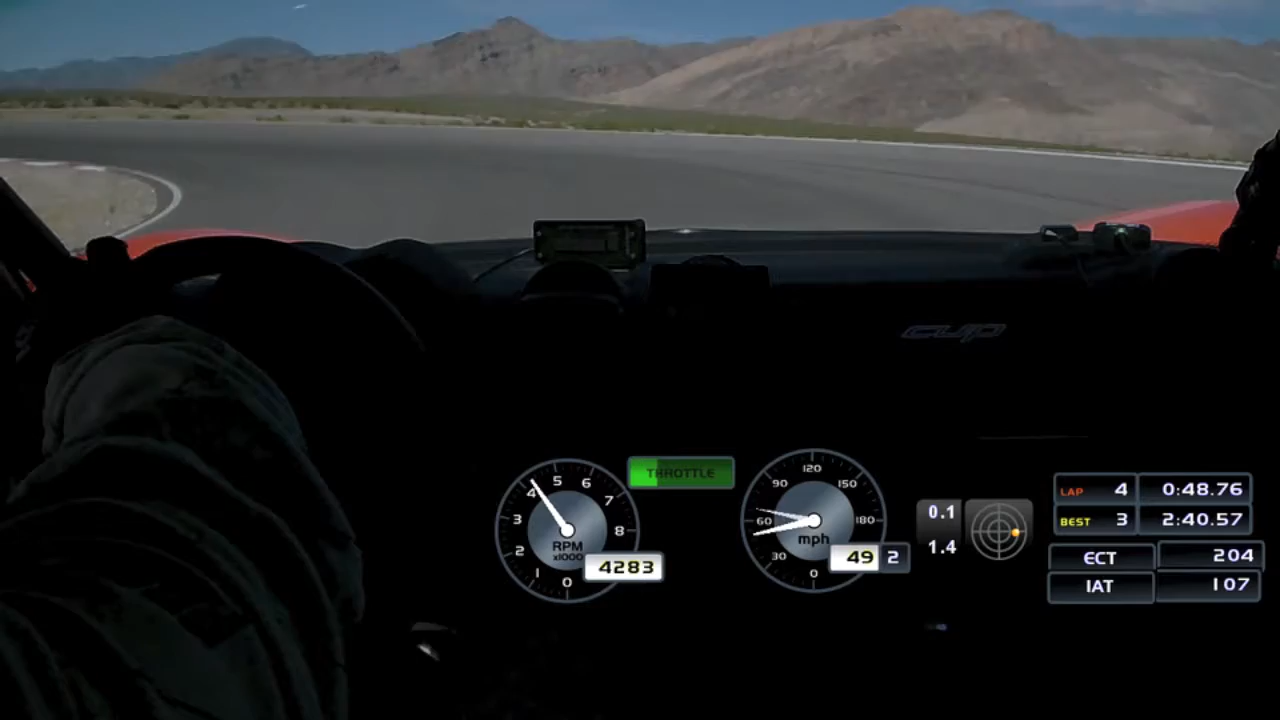 CUP
THROTTLE
0 1 2 3 4 5 6 7 8
RPM
x1000
4283
0 30 60 90 120 150 180
mph
49 2
0.1
1.4
LAP 4 0:48.76
BEST 3 2:40.57
ECT 204
IAT 107